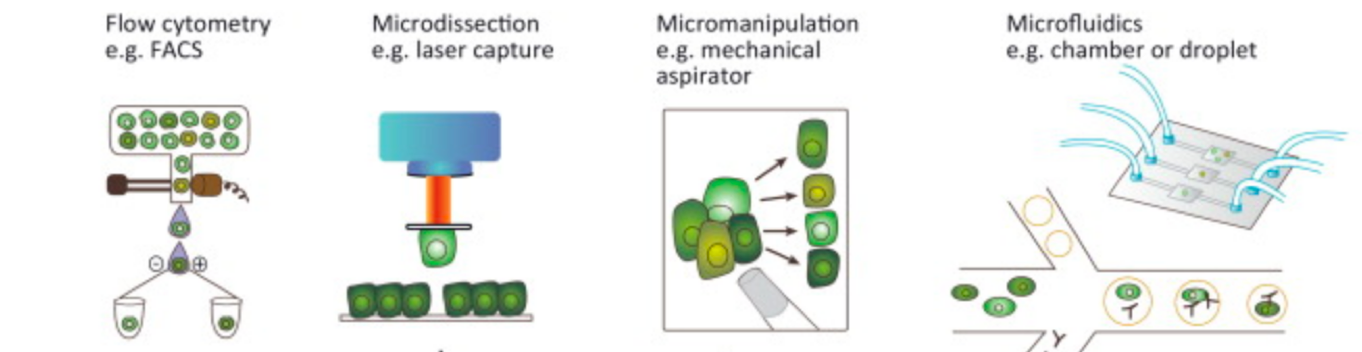 Flow cytometry
e.g. FACS
Microdissection
e.g. laser capture
Micromanipulation
e.g. mechanical
aspirator
Microfluidics
e.g. chamber or droplet